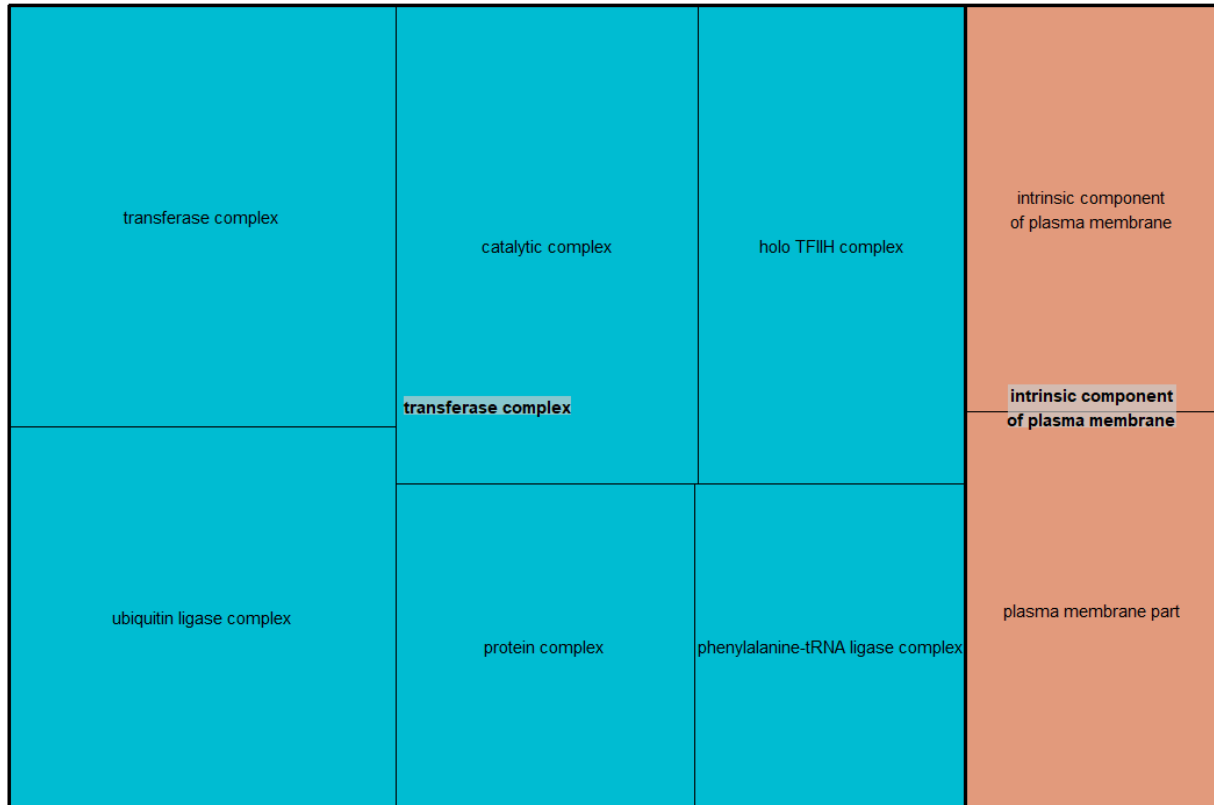 transferase complex
catalytic complex
holo TFIIH complex
intrinsic component
of plasma membrane
transferase complex
intrinsic component
of plasma membrane
ubiquitin ligase complex
protein complex
phenylalanine-tRNA ligase complex
plasma membrane part